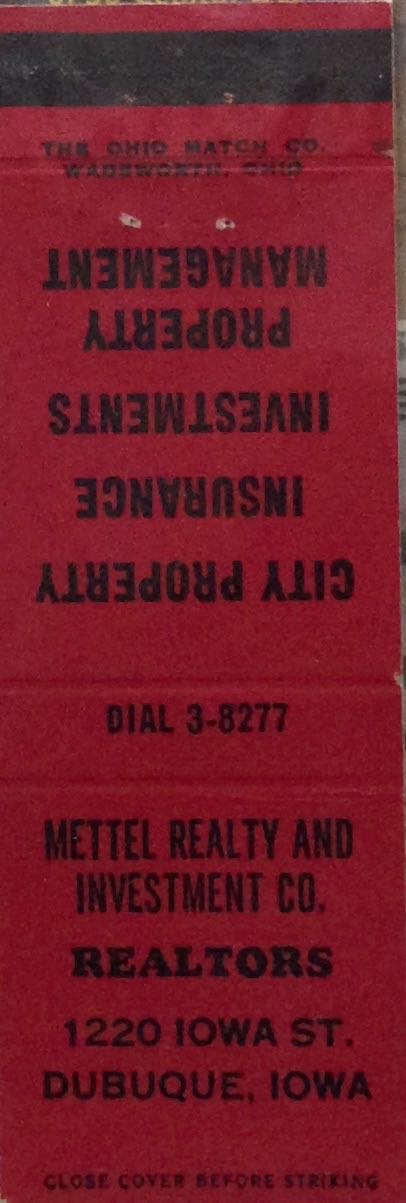 THE OHIO MATCH CO.
WADSWORTH, OHIO
CITY PROPERTY
INSURANCE
INVESTMENTS
PROPERTY
MANAGEMENT
DIAL 3-8277
METTEL REALTY AND
INVESTMENT CO.
REALTORS
1220 IOWA ST.
DUBUQUE, IOWA
CLOSE COVER BEFORE STRIKING